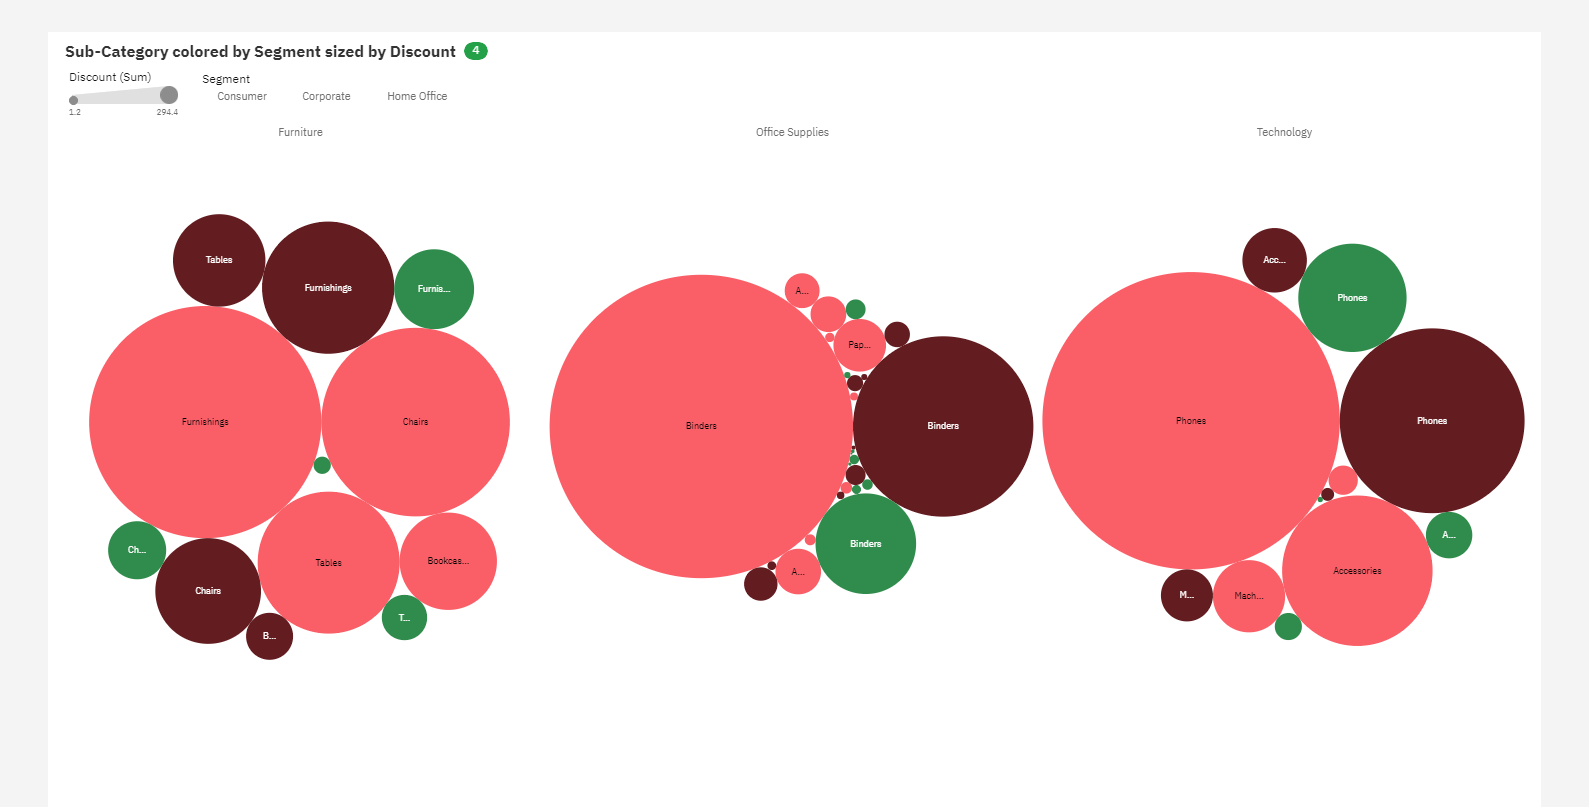 Sub-Category colored by Segment sized by Discount 4
Discount (Sum)
1.2 294.4
Segment
Consumer Corporate Home Office
Furniture Office Supplies Technology
Tables
Furnishings
Furnis...
Furnishings
Chairs
Ch...
Chairs
Tables
Bookcas...
B...
T...
A...
Pap...
Binders
Binders
Binders
A...
Acc...
Phones
Phones
Phones
A...
Accessories
M...
Mach...